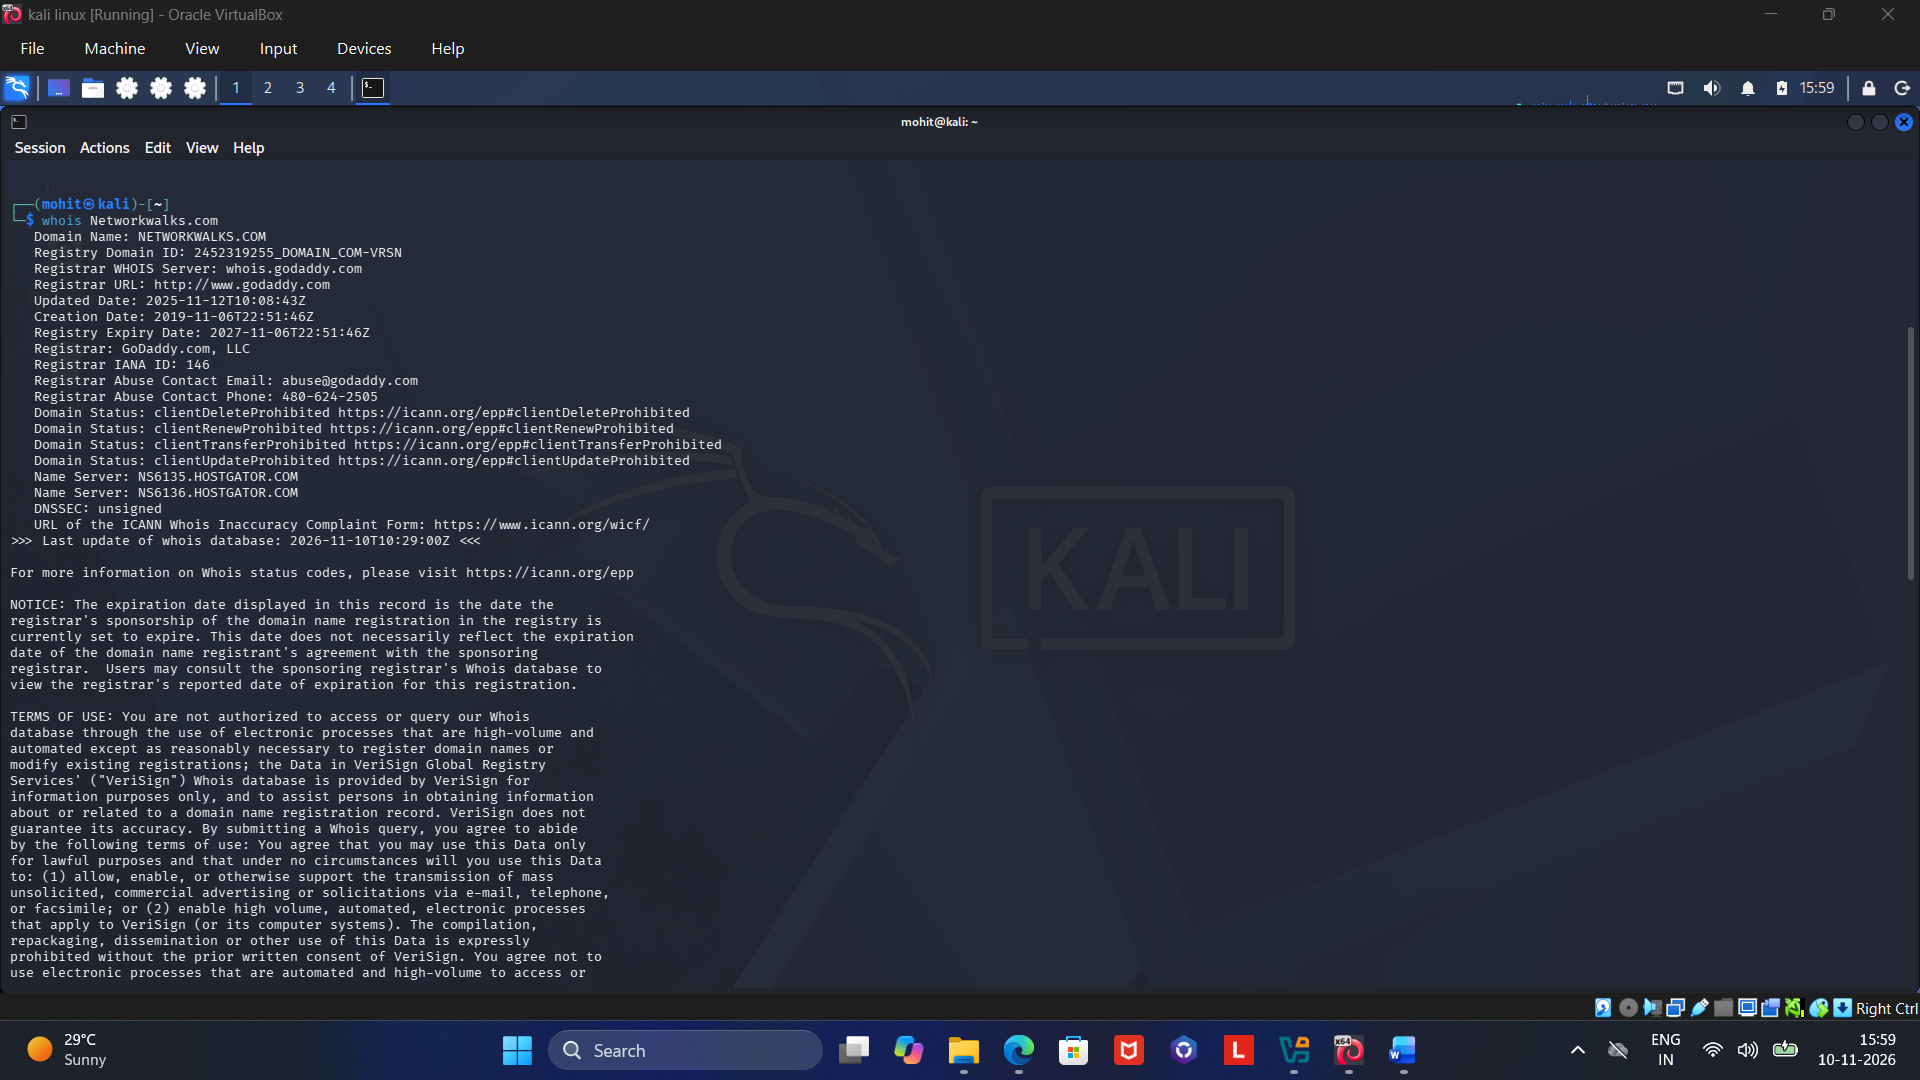 kali linux [Running] - Oracle VirtualBox
File Machine View Input Devices Help
1 2 3 4 15:59
mohit@kali: ~
Session Actions Edit View Help
Home
┌──(mohit㉿kali)-[~]
└─$ whois Networkwalks.com
Domain Name: NETWORKWALKS.COM
Registry Domain ID: 2452319255_DOMAIN_COM-VRSN
Registrar WHOIS Server: whois.godaddy.com
Registrar URL: http://www.godaddy.com
Updated Date: 2025-11-12T10:08:43Z
Creation Date: 2019-11-06T22:51:46Z
Registry Expiry Date: 2027-11-06T22:51:46Z
Registrar: GoDaddy.com, LLC
Registrar IANA ID: 146
Registrar Abuse Contact Email: abuse@godaddy.com
Registrar Abuse Contact Phone: 480-624-2505
Domain Status: clientDeleteProhibited https://icann.org/epp#clientDeleteProhibited
Domain Status: clientRenewProhibited https://icann.org/epp#clientRenewProhibited
Domain Status: clientTransferProhibited https://icann.org/epp#clientTransferProhibited
Domain Status: clientUpdateProhibited https://icann.org/epp#clientUpdateProhibited
Name Server: NS6135.HOSTGATOR.COM
Name Server: NS6136.HOSTGATOR.COM
DNSSEC: unsigned
URL of the ICANN Whois Inaccuracy Complaint Form: https://www.icann.org/wicf/
>>> Last update of whois database: 2026-11-10T10:29:00Z <<<
For more information on Whois status codes, please visit https://icann.org/epp
NOTICE: The expiration date displayed in this record is the date the
registrar's sponsorship of the domain name registration in the registry is
currently set to expire. This date does not necessarily reflect the expiration
date of the domain name registrant's agreement with the sponsoring
registrar.  Users may consult the sponsoring registrar's Whois database to
view the registrar's reported date of expiration for this registration.
TERMS OF USE: You are not authorized to access or query our Whois
database through the use of electronic processes that are high-volume and
automated except as reasonably necessary to register domain names or
modify existing registrations; the Data in VeriSign Global Registry
Services' ("VeriSign") Whois database is provided by VeriSign for
information purposes only, and to assist persons in obtaining information
about or related to a domain name registration record. VeriSign does not
guarantee its accuracy. By submitting a Whois query, you agree to abide
by the following terms of use: You agree that you may use this Data only
for lawful purposes and that under no circumstances will you use this Data
to: (1) allow, enable, or otherwise support the transmission of mass
unsolicited, commercial advertising or solicitations via e-mail, telephone,
or facsimile; or (2) enable high volume, automated, electronic processes
that apply to VeriSign (or its computer systems). The compilation,
repackaging, dissemination or other use of this Data is expressly
prohibited without the prior written consent of VeriSign. You agree not to
use electronic processes that are automated and high-volume to access or
KALI
Right Ctrl
29°C
Sunny
Search
ENG
IN
15:59
10-11-2026